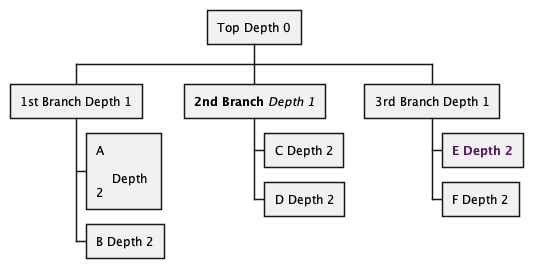 Top Depth 0
1st Branch Depth 1
2nd Branch Depth 1
3rd Branch Depth 1
A
Depth
2
B Depth 2
C Depth 2
D Depth 2
E Depth 2
F Depth 2